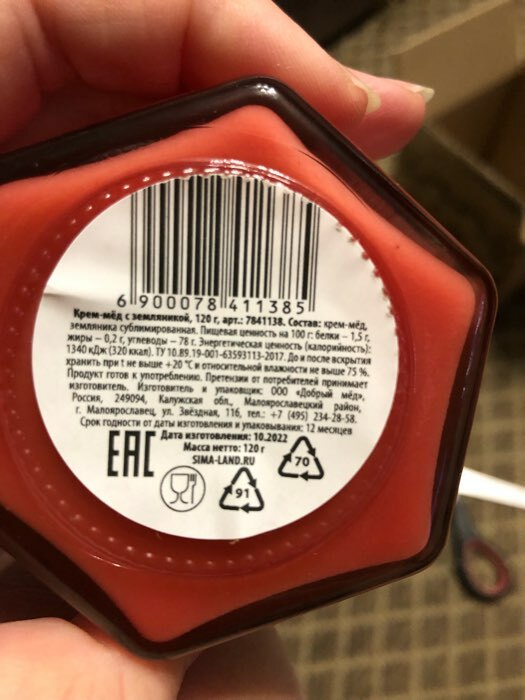 6 900078 411385
Крем-мёд с земляникой, 120 г, арт.: 7841138. Состав: крем-мёд,
земляника сублимированная. Пищевая ценность на 100 г: белки – 1,5 г,
жиры – 0,2 г, углеводы – 78 г. Энергетическая ценность (калорийность):
1340 кДж (320 ккал). ТУ 10.89.19-001-63593113-2017. До и после вскрытия
хранить при t не выше +20 °С и относительной влажности не выше 75 %.
Продукт готов к употреблению. Претензии от потребителей принимает
изготовитель. Изготовитель и упаковщик: ООО «Добрый мёд»,
Россия, 249094, Калужская обл., Малоярославецкий район,
г. Малоярославец, ул. Звёздная, 116, тел.: +7 (495) 234-28-58.
Срок годности от даты изготовления и упаковывания: 12 месяцев
Дата изготовления: 10.2022
Масса нетто: 120 г
SIMA-LAND.RU
EAC
91
70